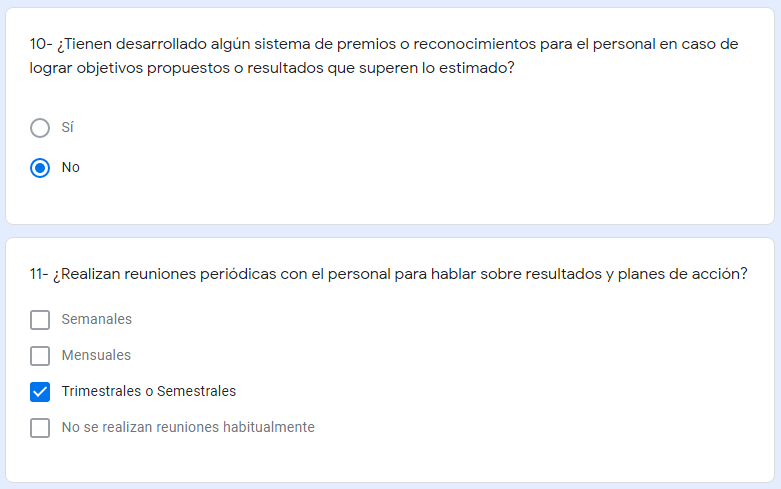 10- ¿Tienen desarrollado algún sistema de premios o reconocimientos para el personal en caso de
lograr objetivos propuestos o resultados que superen lo estimado?
Sí
No
11- ¿Realizan reuniones periódicas con el personal para hablar sobre resultados y planes de acción?
Semanales
Mensuales
Trimestrales o Semestrales
No se realizan reuniones habitualmente